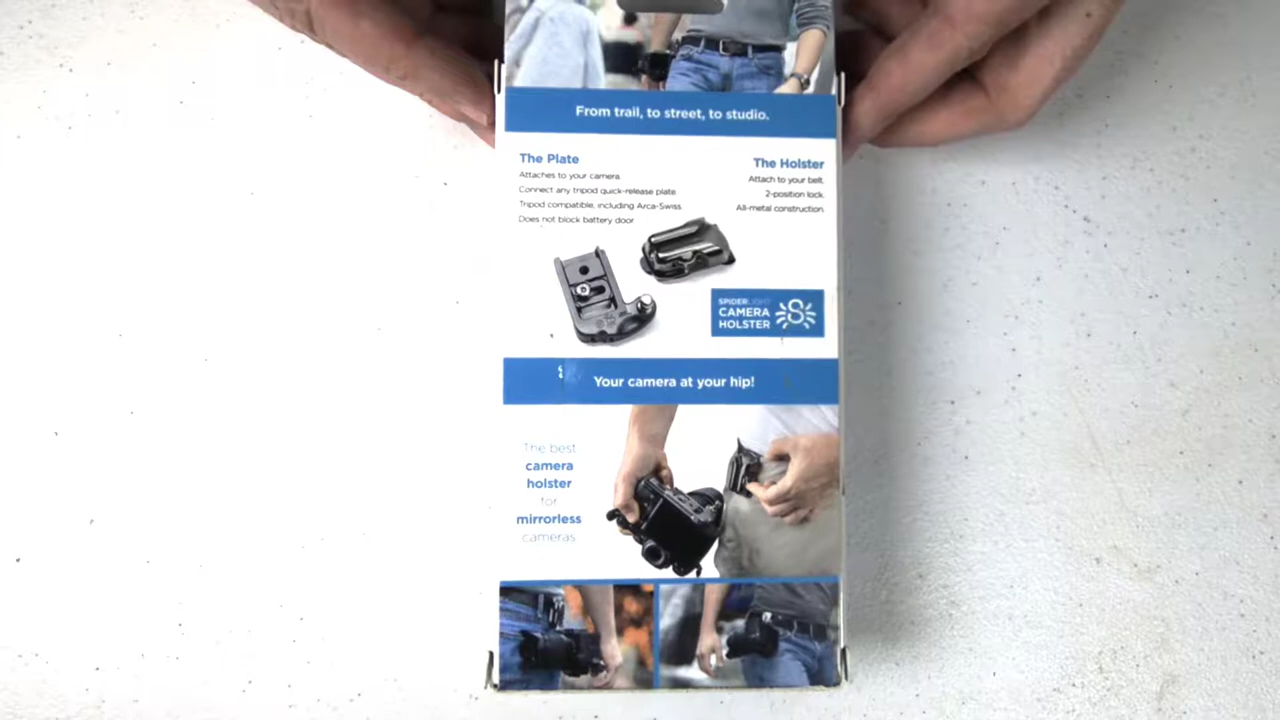 From trail, to street, to studio.
The Plate
Attaches to your camera.
Connect any tripod quick-release plate.
Tripod compatible, including Arca-Swiss
Does not block battery door
The Holster
Attach to your belt.
2-position lock.
All-metal construction.
SPIDERLIGHT
CAMERA
HOLSTER
Your camera at your hip!
The best
camera
holster
for
mirrorless
cameras